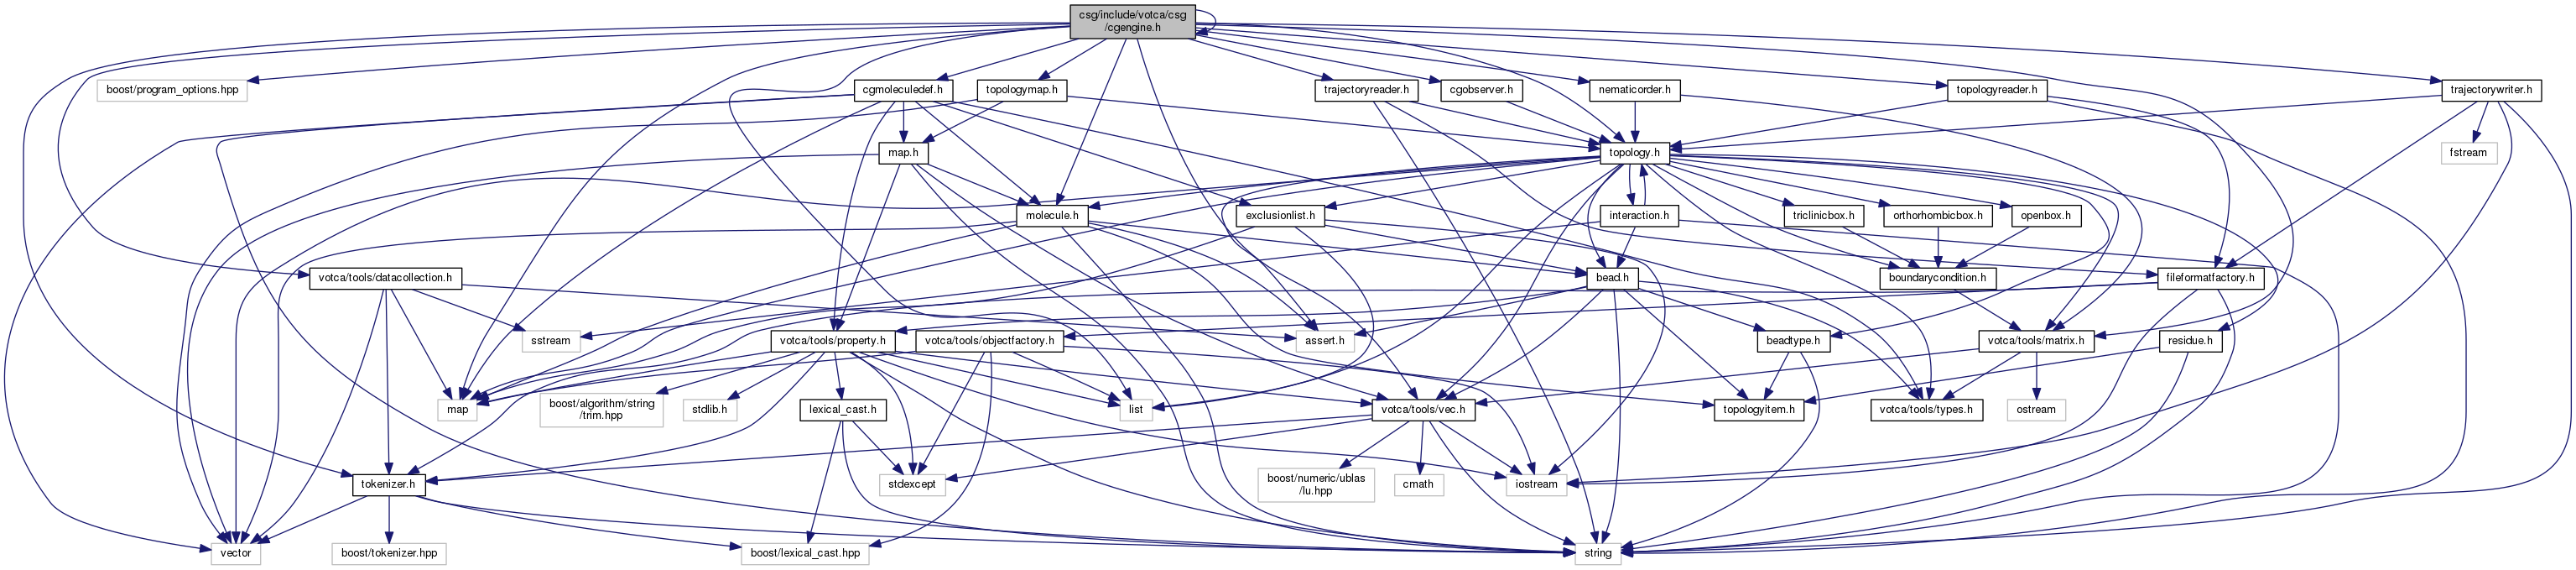 csg/include/votca/csg
/cgengine.h
boost/program_options.hpp
cgmoleculedef.h
topologymap.h
trajectoryreader.h
cgobserver.h
nematicorder.h
topologyreader.h
trajectorywriter.h
map.h
topology.h
fstream
molecule.h
exclusionlist.h
interaction.h
triclinicbox.h
orthorhombicbox.h
openbox.h
votca/tools/datacollection.h
bead.h
boundarycondition.h
fileformatfactory.h
sstream
votca/tools/property.h
votca/tools/objectfactory.h
assert.h
beadtype.h
votca/tools/matrix.h
residue.h
map
boost/algorithm/string
/trim.hpp
stdlib.h
lexical_cast.h
list
votca/tools/vec.h
topologyitem.h
votca/tools/types.h
ostream
tokenizer.h
stdexcept
boost/numeric/ublas
/lu.hpp
cmath
iostream
vector
boost/tokenizer.hpp
boost/lexical_cast.hpp
string